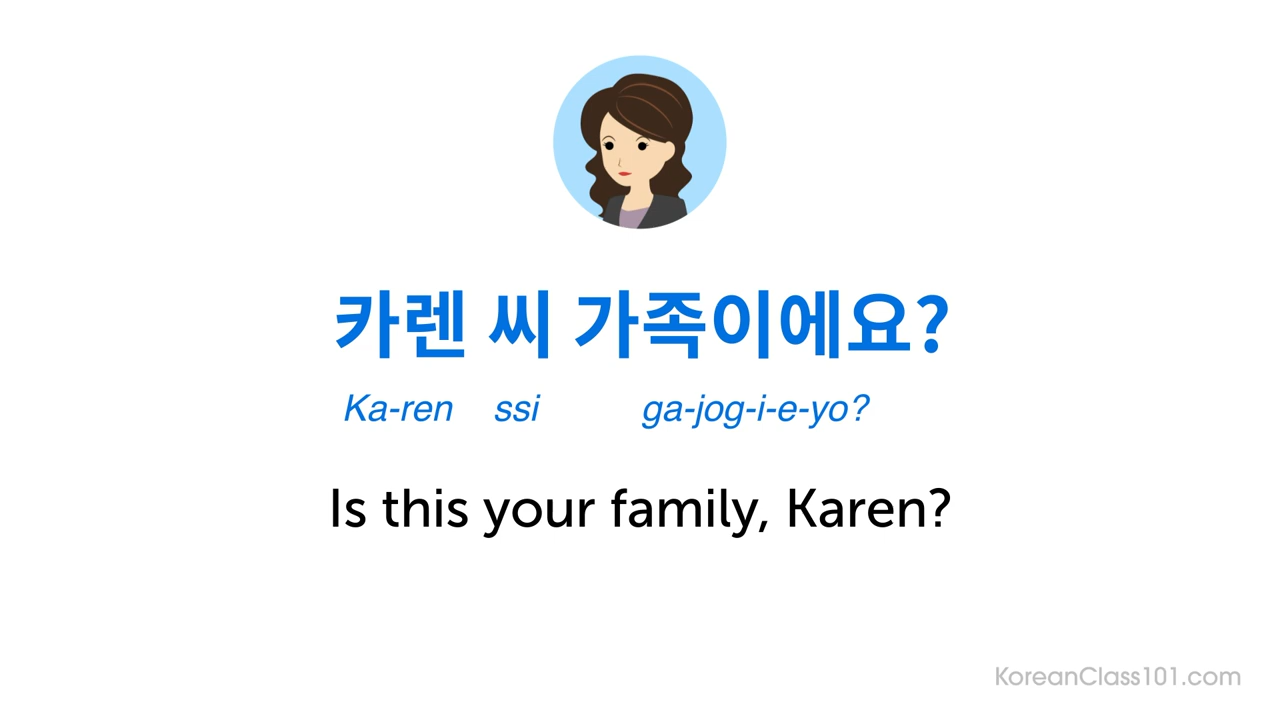 카렌 씨 가족이에요?
Ka-ren ssi ga-jog-i-e-yo?
Is this your family, Karen?
KoreanClass101.com